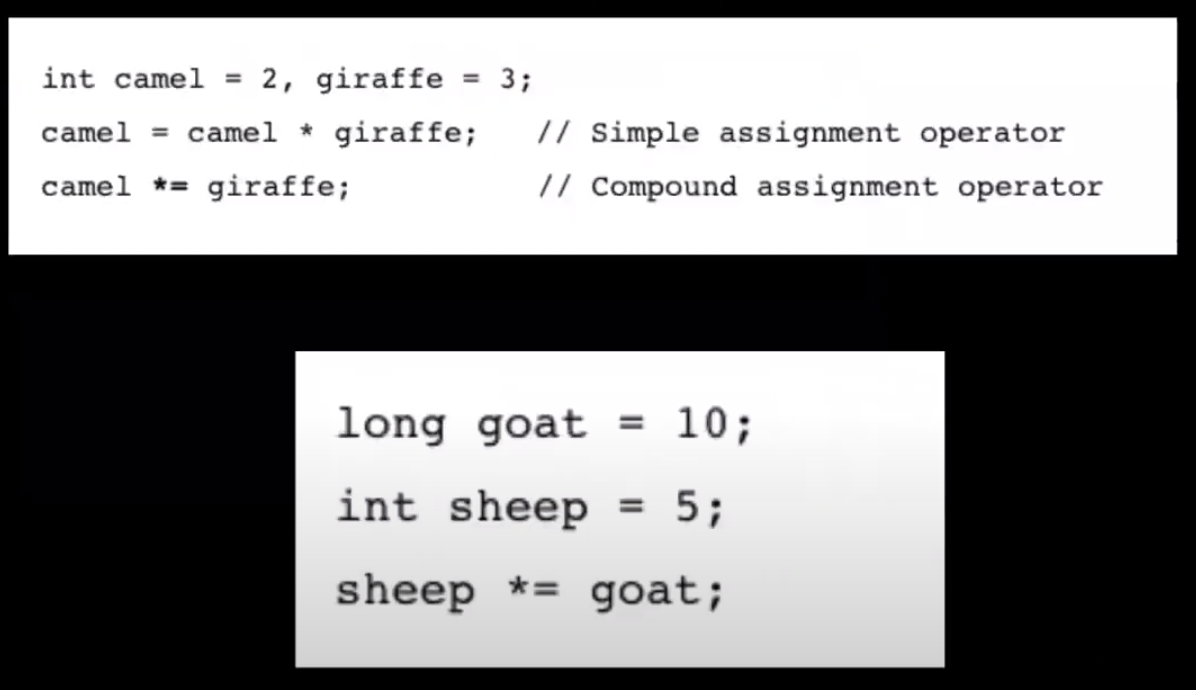 int camel = 2, giraffe = 3;
camel = camel * giraffe;   // Simple assignment operator
camel *= giraffe;          // Compound assignment operator
long goat = 10;
int sheep = 5;
sheep *= goat;